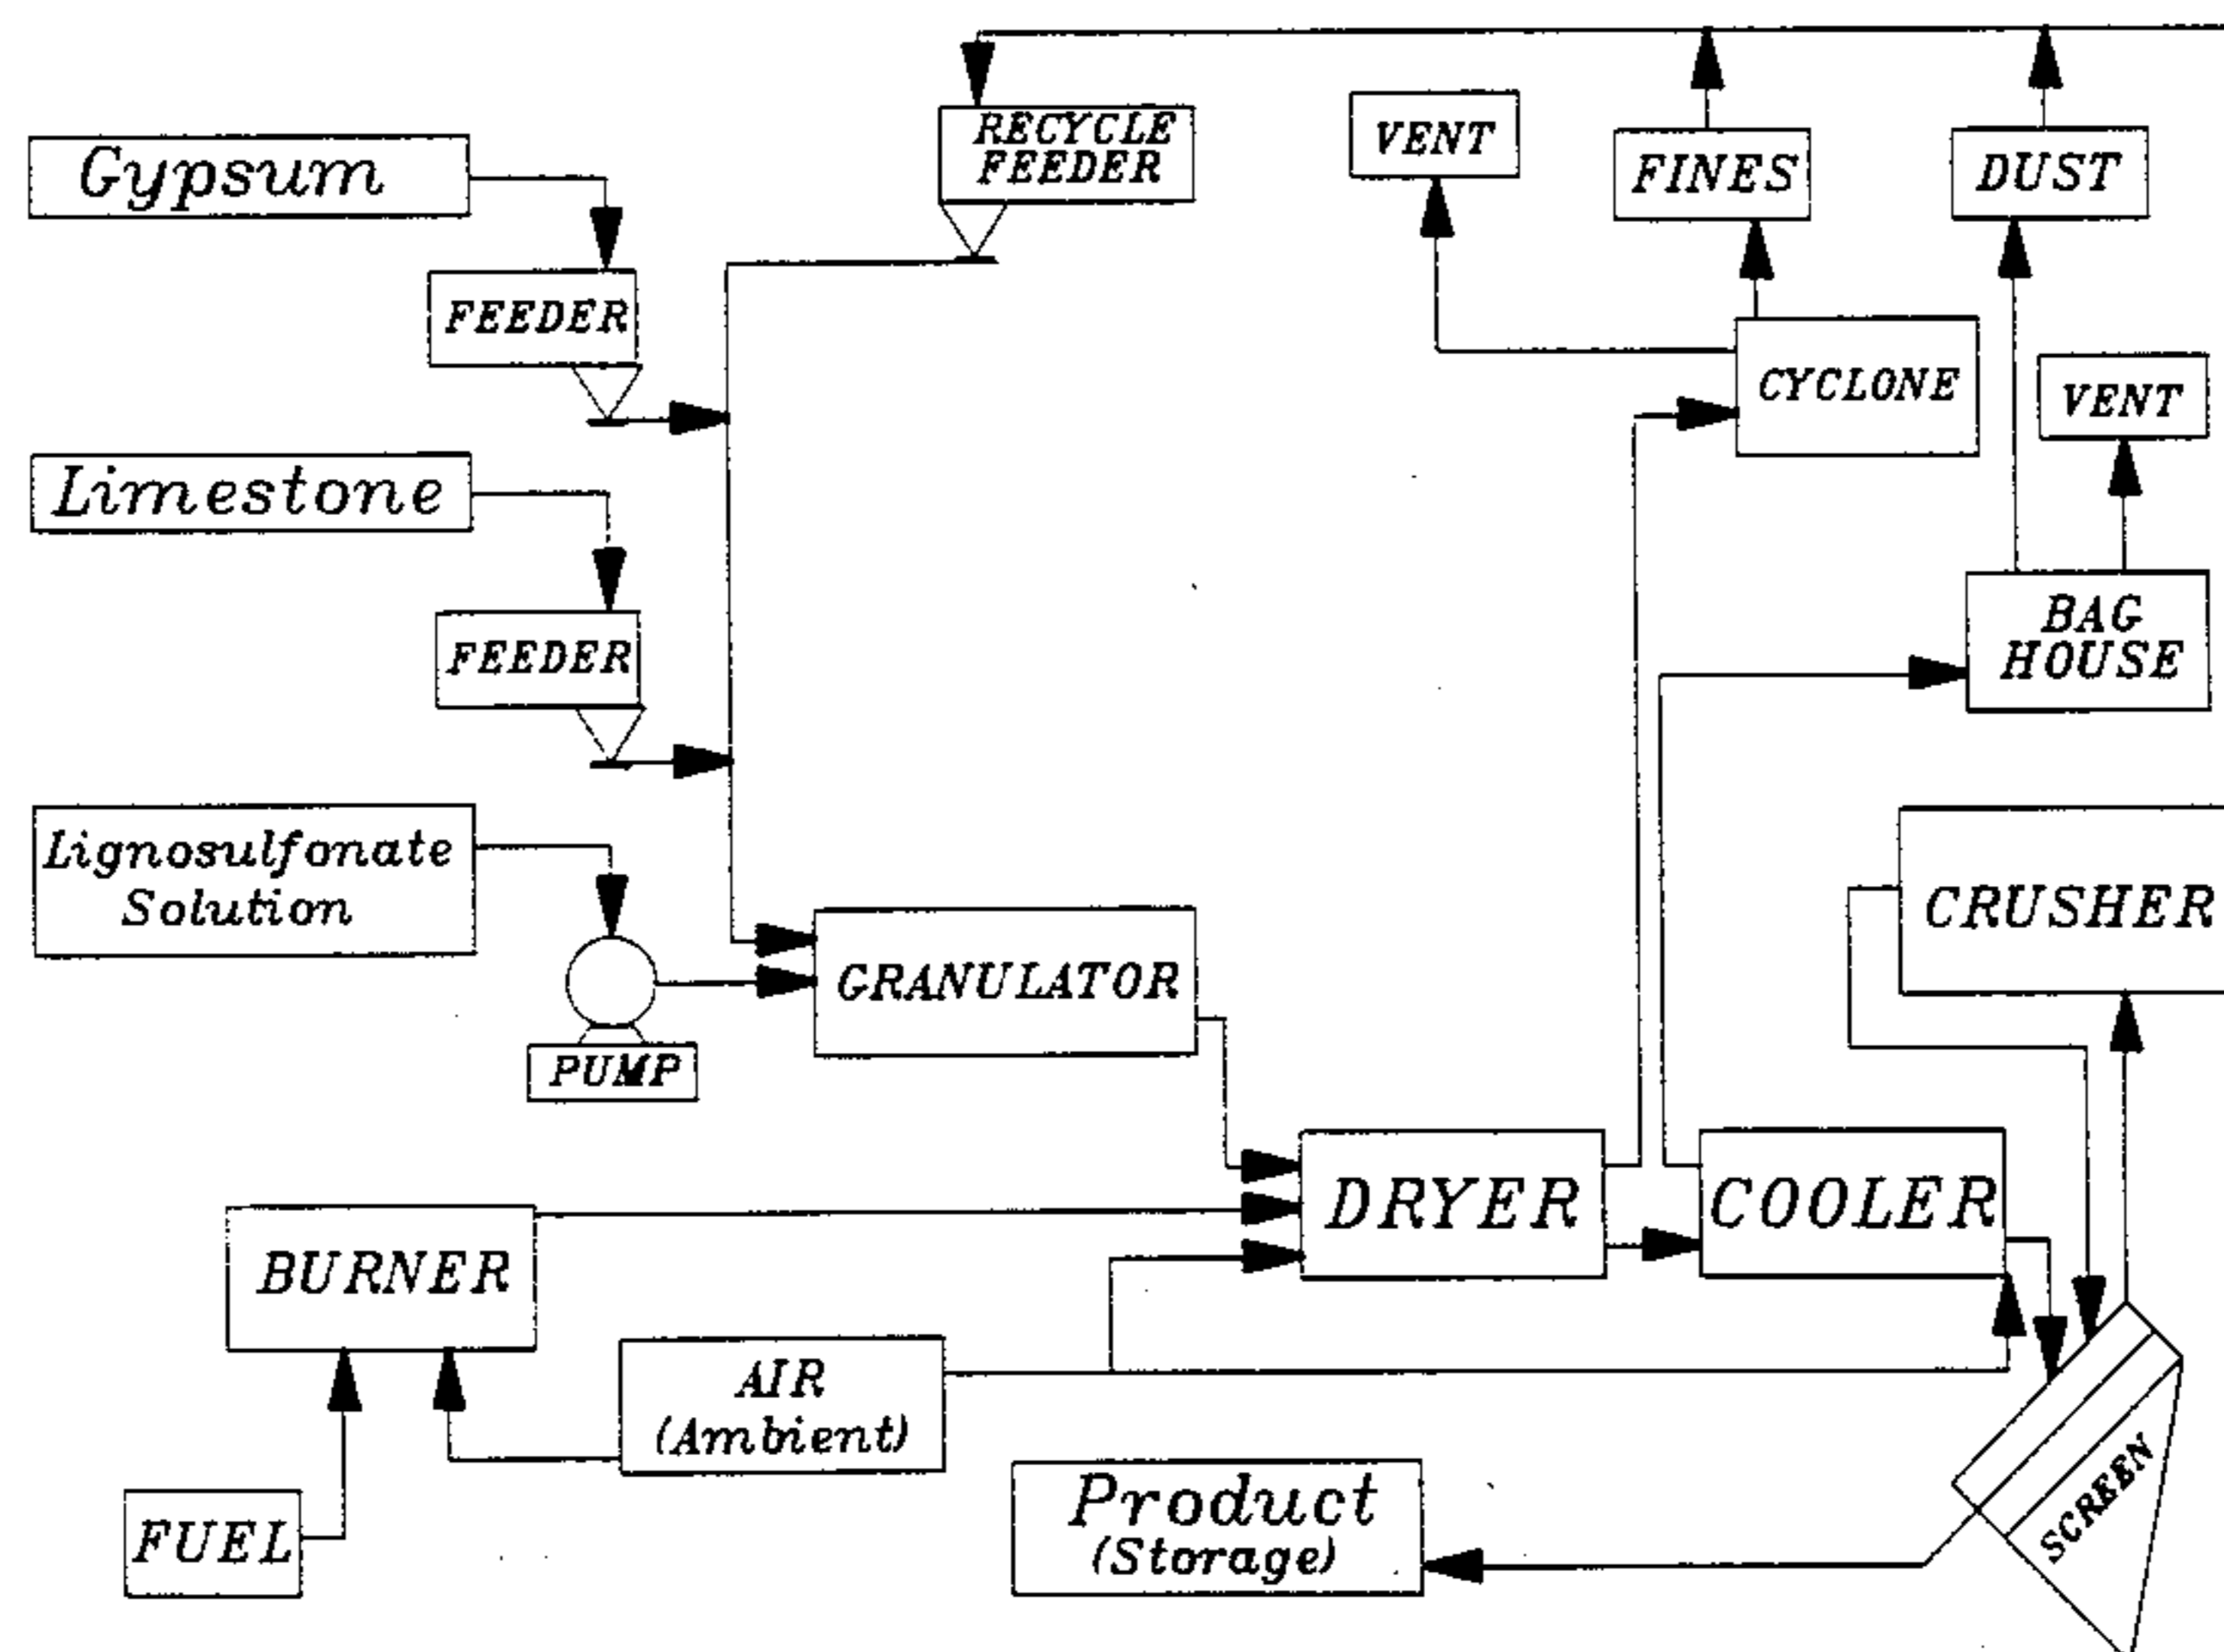 Gypsum
RECYCLE
FEEDER
VENT
FINES
DUST
FEEDER
CYCLONE
VENT
Limestone
FEEDER
BAG
HOUSE
Lignosulfonate
Solution
PUMP
GRANULATOR
CRUSHER
BURNER
DRYER
COOLER
AIR
(Ambient)
FUEL
Product
(Storage)
SCREEN